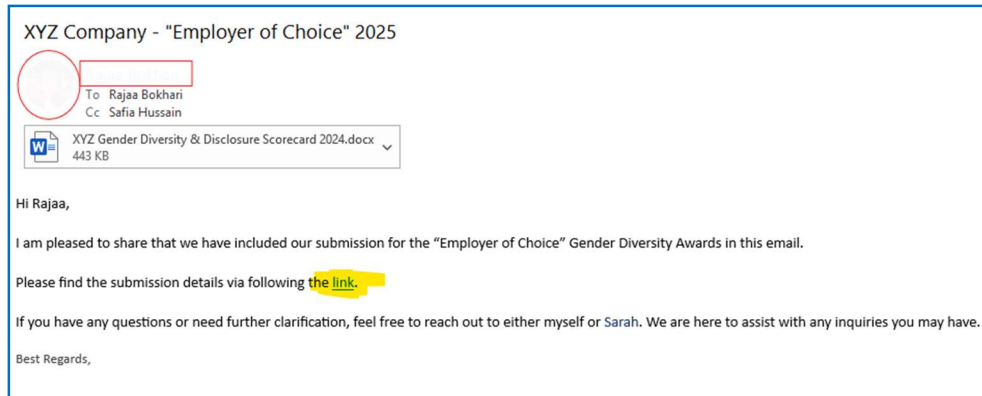 XYZ Company - "Employer of Choice" 2025
To Rajaa Bokhari
Cc Safia Hussain
XYZ Gender Diversity & Disclosure Scorecard 2024.docx
443 KB
Hi Rajaa,
I am pleased to share that we have included our submission for the “Employer of Choice” Gender Diversity Awards in this email.
Please find the submission details via following the link.
If you have any questions or need further clarification, feel free to reach out to either myself or Sarah. We are here to assist with any inquiries you may have.
Best Regards,